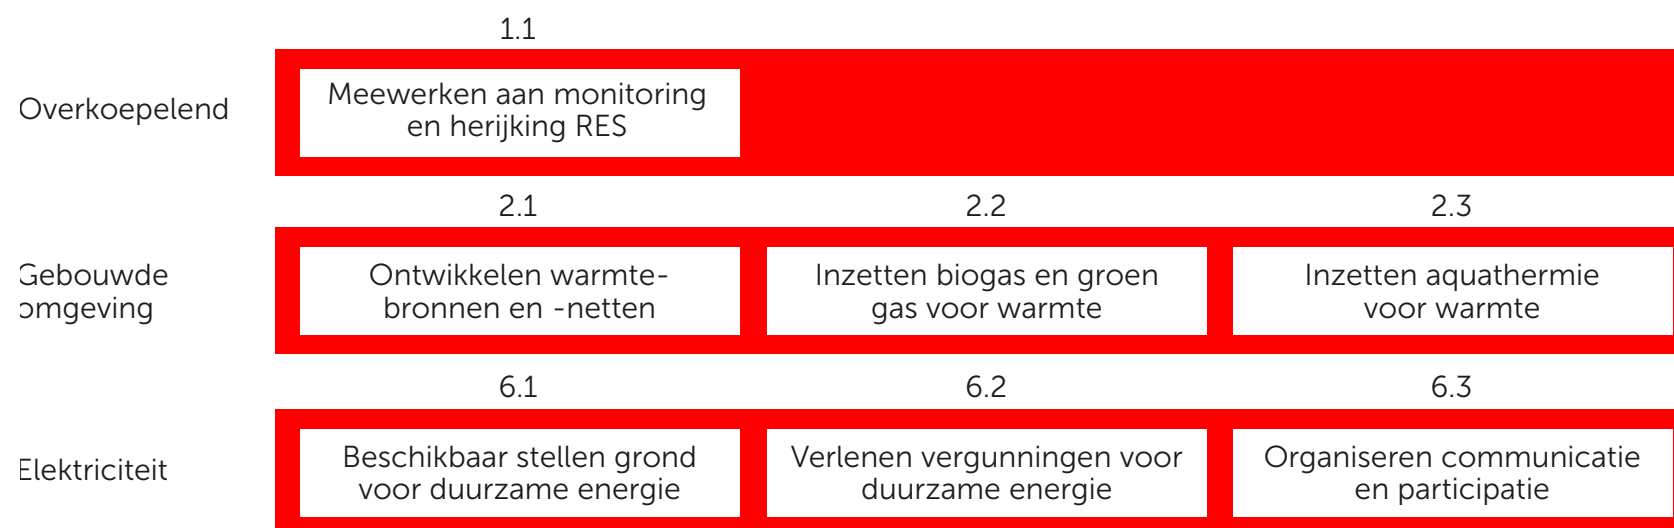 1.1
Overkoepelend
Meewerken aan monitoring
en herijking RES
2.1
2.2
2.3
Gebouwde
omgeving
Ontwikkelen warmte-
bronnen en -netten
Inzetten biogas en groen
gas voor warmte
Inzetten aquathermie
voor warmte
6.1
6.2
6.3
Elektriciteit
Beschikbaar stellen grond
voor duurzame energie
Verlenen vergunningen voor
duurzame energie
Organiseren communicatie
en participatie